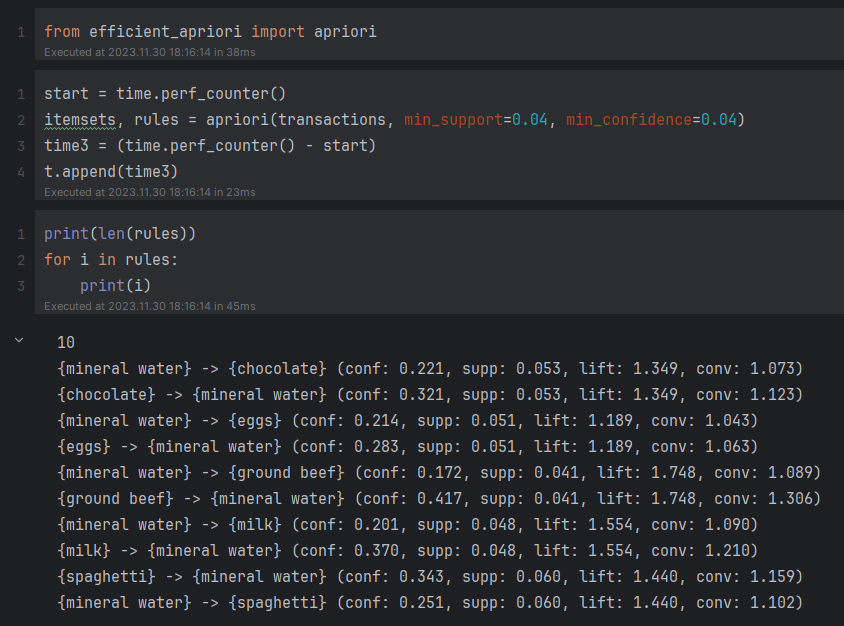 1 from efficient_apriori import apriori
Executed at 2023.11.30 18:16:14 in 38ms
1 start = time.perf_counter()
2 itemsets, rules = apriori(transactions, min_support=0.04, min_confidence=0.04)
3 time3 = (time.perf_counter() - start)
4 t.append(time3)
Executed at 2023.11.30 18:16:14 in 23ms
1 print(len(rules))
2 for i in rules:
3     print(i)
Executed at 2023.11.30 18:16:14 in 45ms
10
{mineral water} -> {chocolate} (conf: 0.221, supp: 0.053, lift: 1.349, conv: 1.073)
{chocolate} -> {mineral water} (conf: 0.321, supp: 0.053, lift: 1.349, conv: 1.123)
{mineral water} -> {eggs} (conf: 0.214, supp: 0.051, lift: 1.189, conv: 1.043)
{eggs} -> {mineral water} (conf: 0.283, supp: 0.051, lift: 1.189, conv: 1.063)
{mineral water} -> {ground beef} (conf: 0.172, supp: 0.041, lift: 1.748, conv: 1.089)
{ground beef} -> {mineral water} (conf: 0.417, supp: 0.041, lift: 1.748, conv: 1.306)
{mineral water} -> {milk} (conf: 0.201, supp: 0.048, lift: 1.554, conv: 1.090)
{milk} -> {mineral water} (conf: 0.370, supp: 0.048, lift: 1.554, conv: 1.210)
{spaghetti} -> {mineral water} (conf: 0.343, supp: 0.060, lift: 1.440, conv: 1.159)
{mineral water} -> {spaghetti} (conf: 0.251, supp: 0.060, lift: 1.440, conv: 1.102)